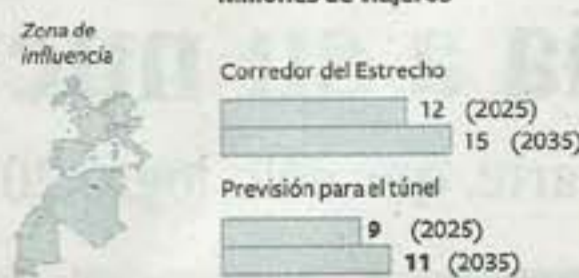 Zona de
influencia
Corredor del Estrecho
12 (2025)
15 (2035)
Previsión para el túnel
9 (2025)
11 (2035)